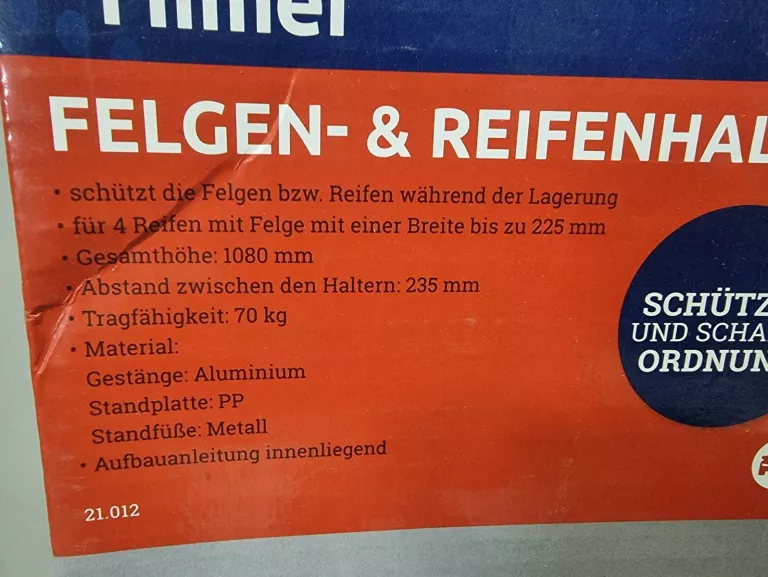 FELGEN- & REIFENHAL
• schützt die Felgen bzw. Reifen während der Lagerung
• für 4 Reifen mit Felge mit einer Breite bis zu 225 mm
• Gesamthöhe: 1080 mm
• Abstand zwischen den Haltern: 235 mm
• Tragfähigkeit: 70 kg
• Material:
Gestänge: Aluminium
Standplatte: PP
Standfüße: Metall
• Aufbauanleitung innenliegend
21.012
SCHÜTZ
UND SCHA
ORDNUN